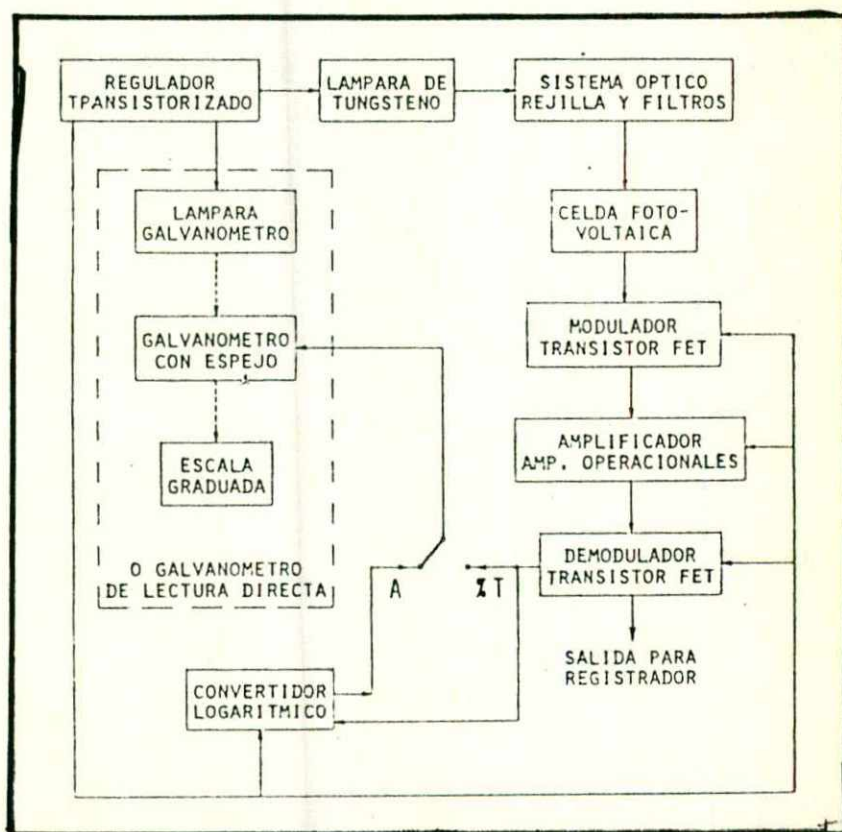 REGULADOR
TPANSISTORIZADO
LAMPARA DE
TUNGSTENO
SISTEMA OPTICO
REJILLA Y FILTROS
LAMPARA
GALVANOMETRO
CELDA FOTO-
VOLTAICA
GALVANOMETRO
CON ESPEJO
MODULADOR
TRANSISTOR FET
ESCALA
GRADUADA
AMPLIFICADOR
AMP. OPERACIONALES
O GALVANOMETRO
DE LECTURA DIRECTA
A
%T
DEMODULADOR
TRANSISTOR FET
SALIDA PARA
REGISTRADOR
CONVERTIDOR
LOGARITMICO